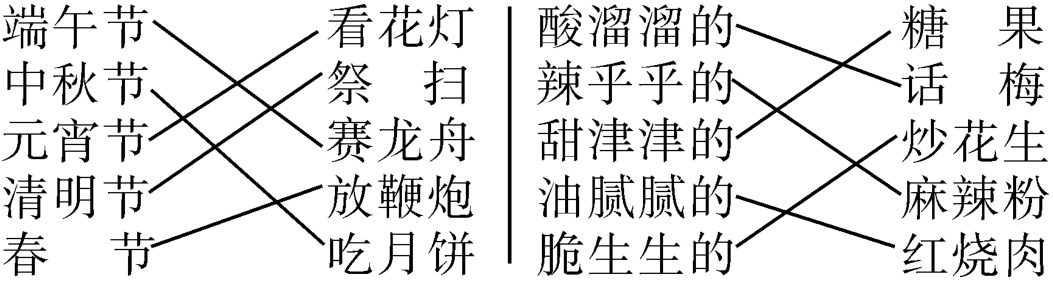 端午节 看花灯 酸溜溜的 糖果
中秋节 祭扫 辣乎乎的 话梅
元宵节 赛龙舟 甜津津的 炒花生
清明节 放鞭炮 油腻腻的 麻辣粉
春节 吃月饼 脆生生的 红烧肉